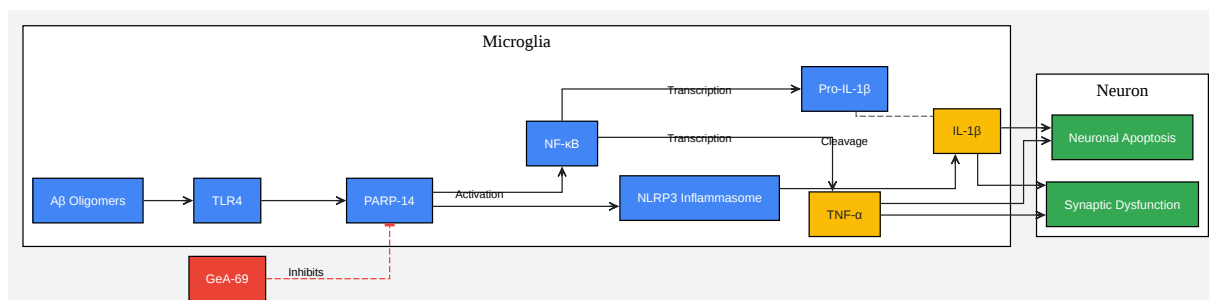 Microglia
Neuron
Aβ Oligomers
TLR4
PARP-14
Activation
NF-κB
Transcription
Transcription
Pro-IL-1β
Cleavage
IL-1β
NLRP3 Inflammasome
TNF-α
Neuronal Apoptosis
Synaptic Dysfunction
GeA-69
Inhibits